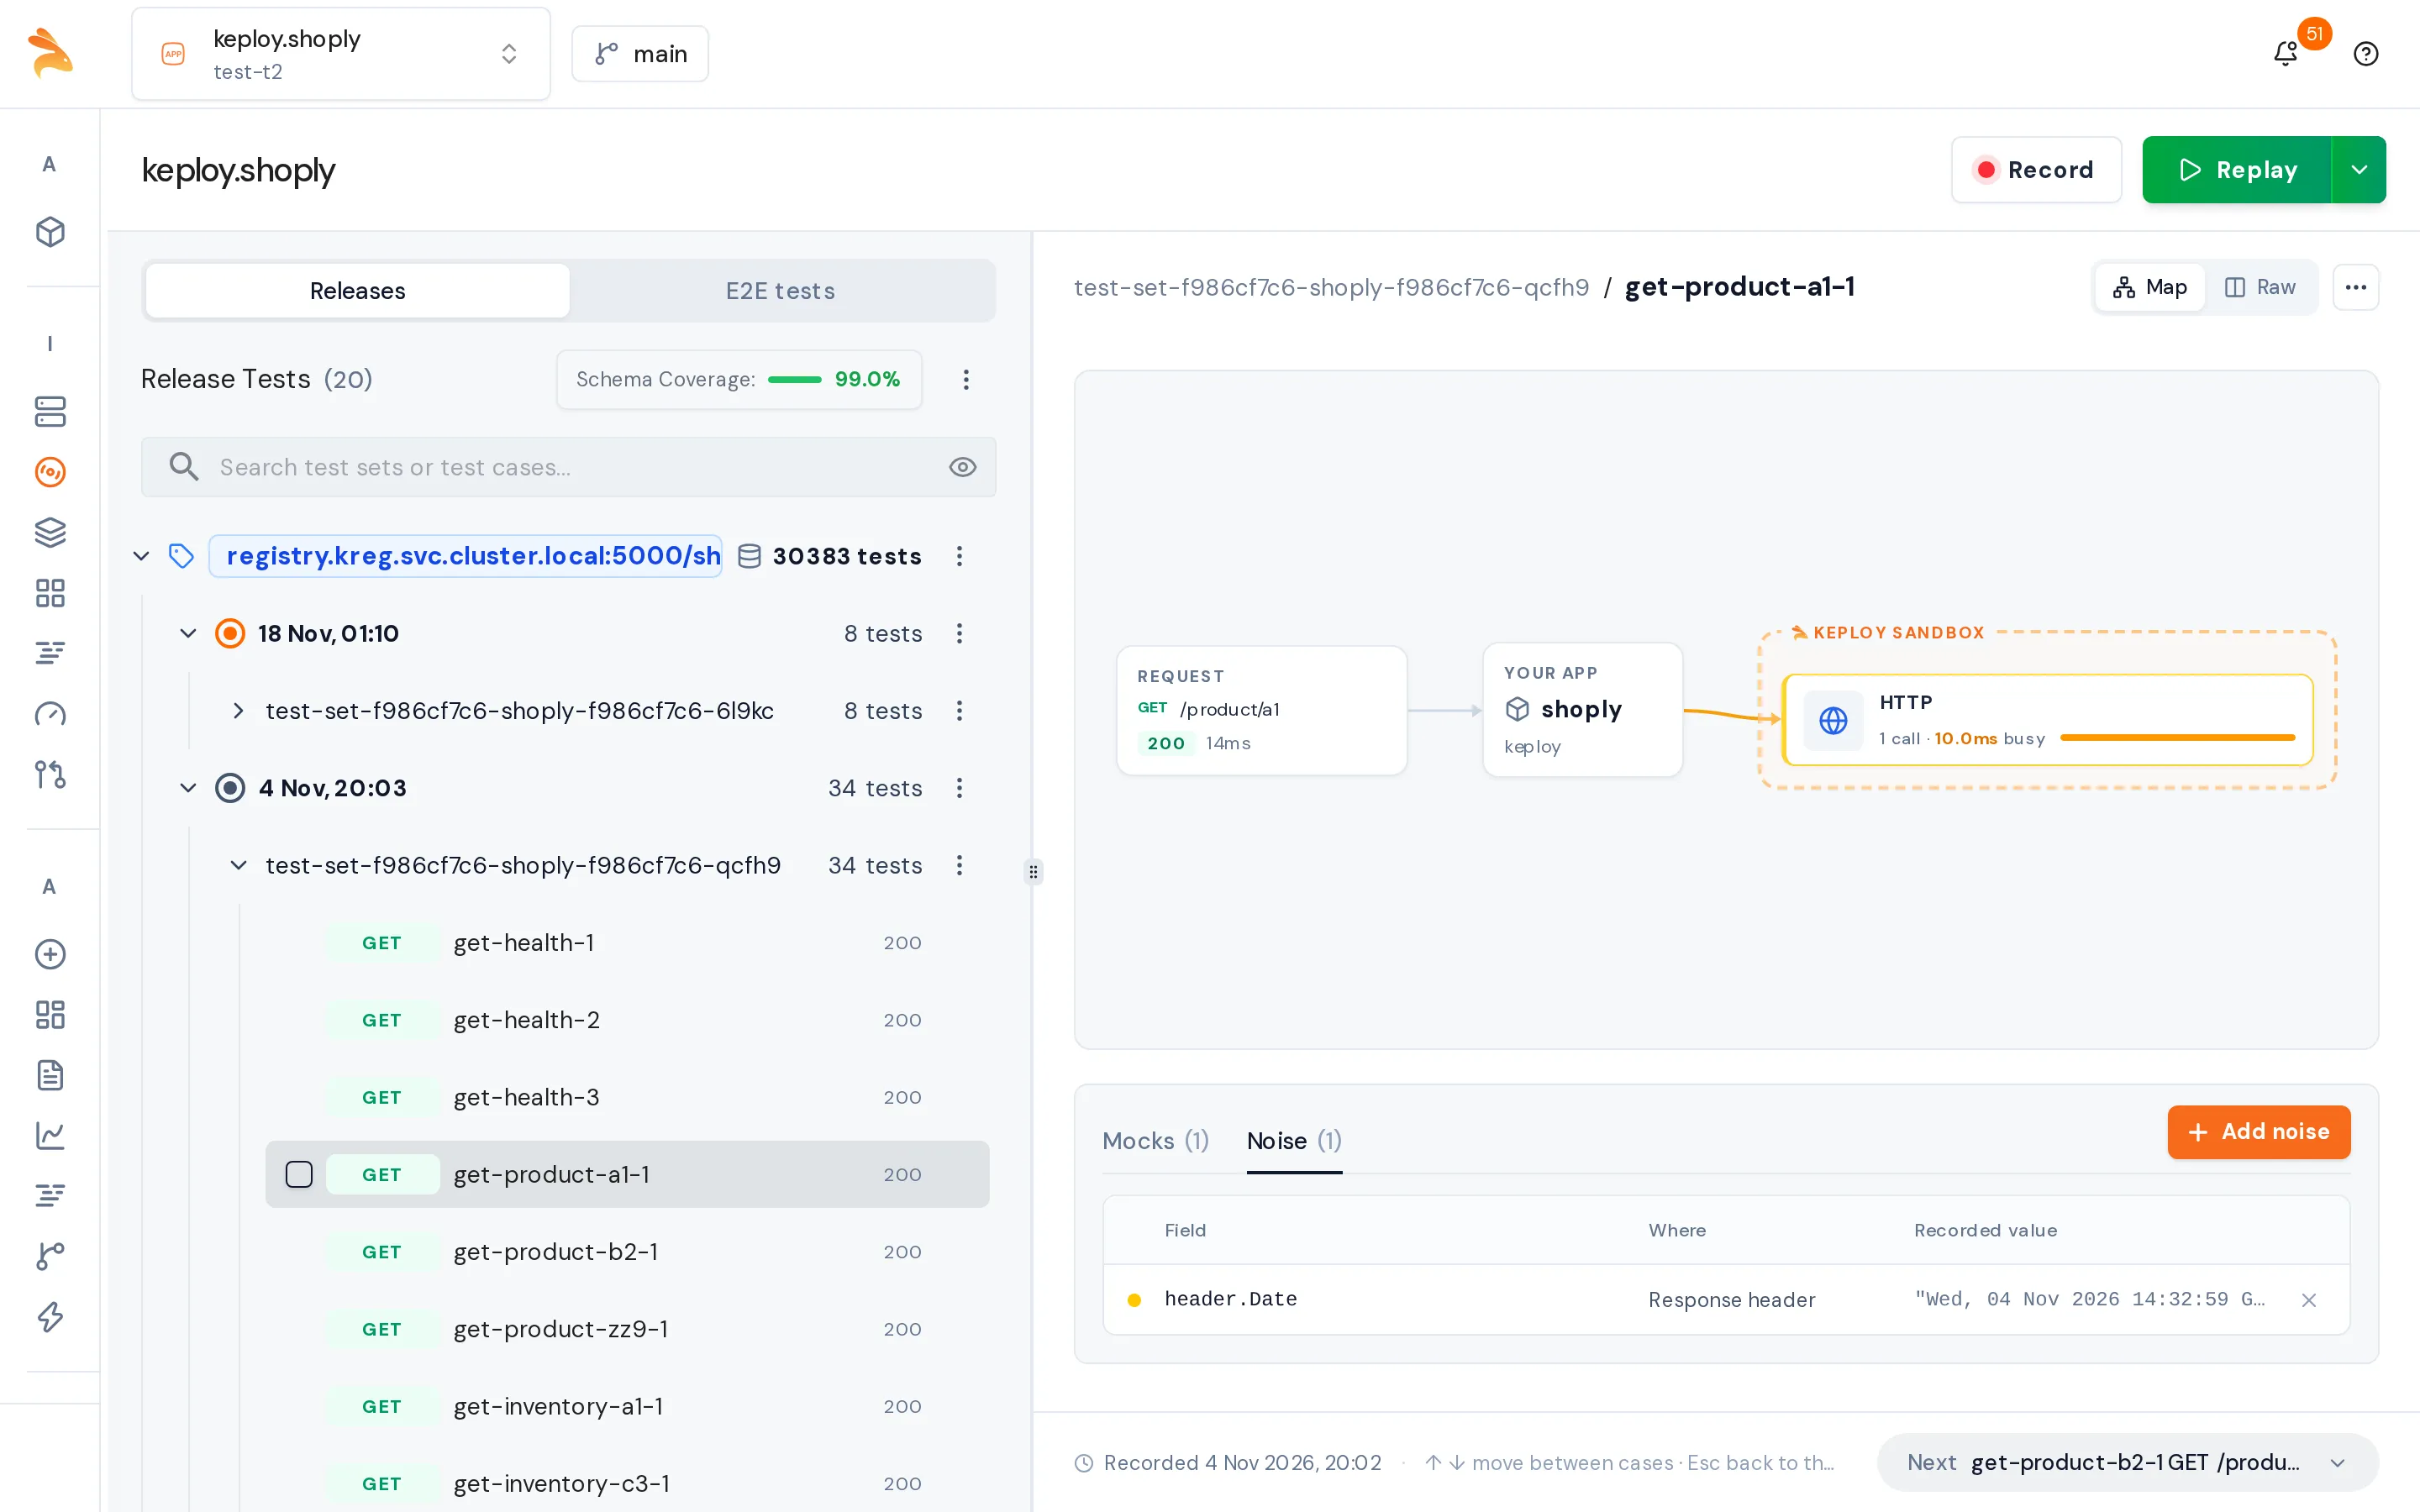 APP
keploy.shoply
test-t2
main
51
A
I
A
keploy.shoply
Record
Replay
Releases
E2E tests
Release Tests (20)
Schema Coverage: 99.0%
Search test sets or test cases...
registry.kreg.svc.cluster.local:5000/sh
30383 tests
18 Nov, 01:10
8 tests
test-set-f986cf7c6-shoply-f986cf7c6-6l9kc
8 tests
4 Nov, 20:03
34 tests
test-set-f986cf7c6-shoply-f986cf7c6-qcfh9
34 tests
GET get-health-1 200
GET get-health-2 200
GET get-health-3 200
GET get-product-a1-1 200
GET get-product-b2-1 200
GET get-product-zz9-1 200
GET get-inventory-a1-1 200
GET get-inventory-c3-1 200
test-set-f986cf7c6-shoply-f986cf7c6-qcfh9 / get-product-a1-1
Map
Raw
REQUEST
GET /product/a1
200 14ms
YOUR APP
shoply
keploy
KEPLOY SANDBOX
HTTP
1 call · 10.0ms busy
Mocks (1)
Noise (1)
+ Add noise
Field Where Recorded value
header.Date Response header "Wed, 04 Nov 2026 14:32:59 G…
Recorded 4 Nov 2026, 20:02 · ↑ ↓ move between cases · Esc back to th…
Next get-product-b2-1 GET /produ…